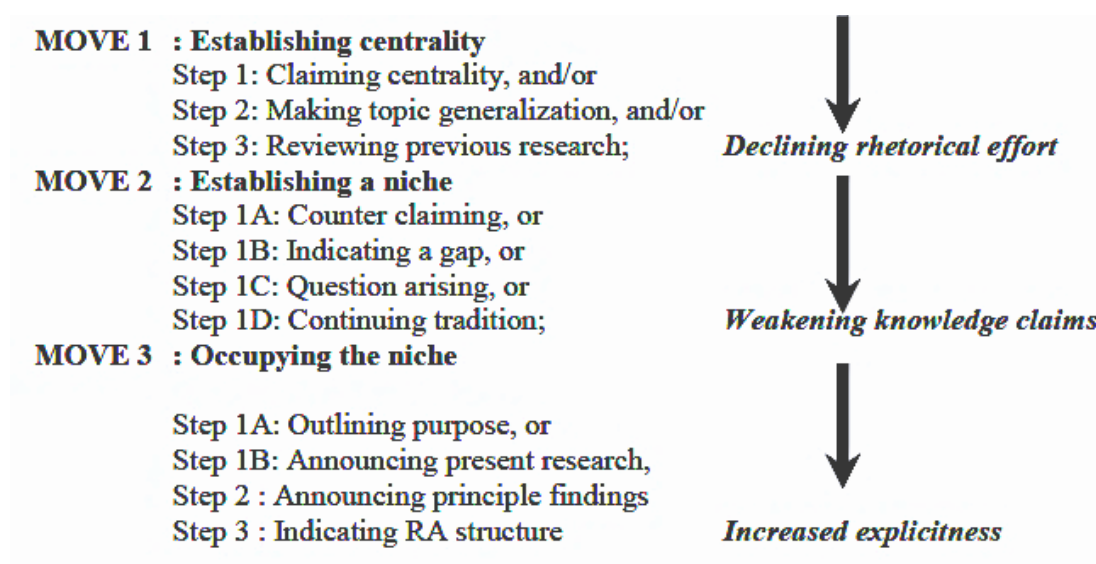 MOVE 1 : Establishing centrality
Step 1: Claiming centrality, and/or
Step 2: Making topic generalization, and/or
Step 3: Reviewing previous research; Declining rhetorical effort
MOVE 2 : Establishing a niche
Step 1A: Counter claiming, or
Step 1B: Indicating a gap, or
Step 1C: Question arising, or
Step 1D: Continuing tradition; Weakening knowledge claims
MOVE 3 : Occupying the niche
Step 1A: Outlining purpose, or
Step 1B: Announcing present research,
Step 2 : Announcing principle findings
Step 3 : Indicating RA structure Increased explicitness